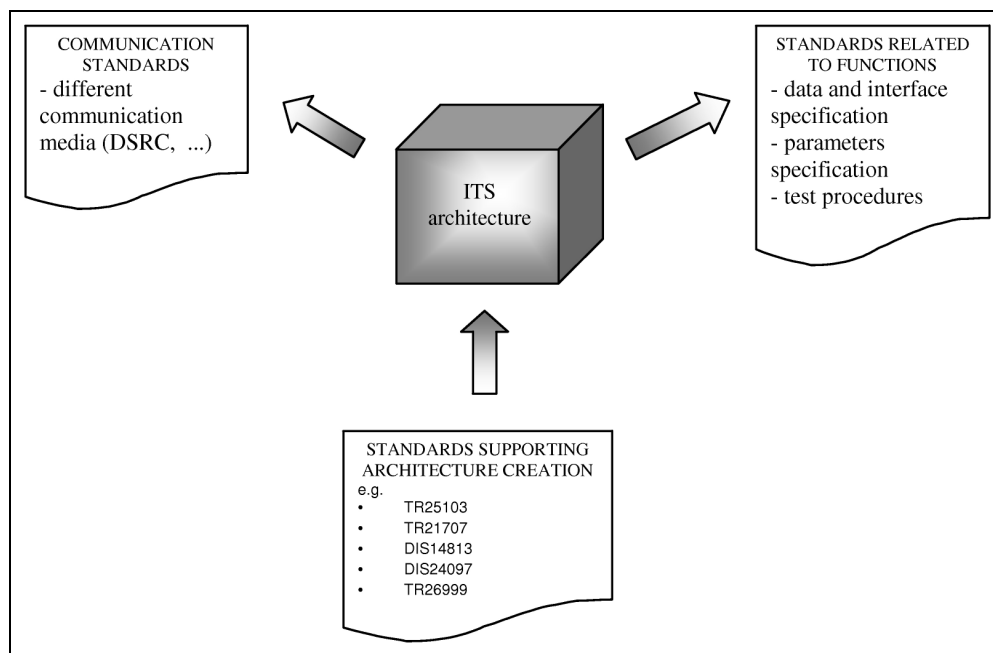 COMMUNICATION
STANDARDS
- different
communication
media (DSRC, ...)
STANDARDS RELATED
TO FUNCTIONS
- data and interface
specification
- parameters
specification
- test procedures
ITS
architecture
STANDARDS SUPPORTING
ARCHITECTURE CREATION
e.g.
• TR25103
• TR21707
• DIS14813
• DIS24097
• TR26999